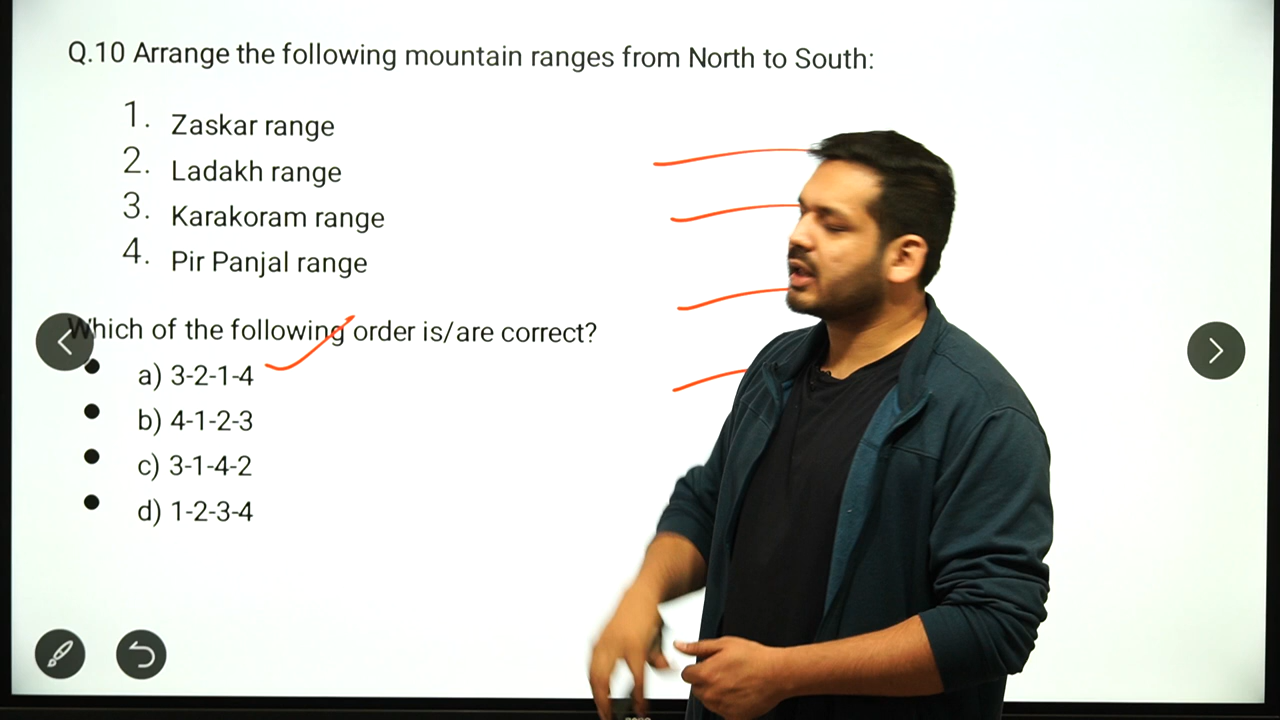 Q.10 Arrange the following mountain ranges from North to South:
1. Zaskar range
2. Ladakh range
3. Karakoram range
4. Pir Panjal range
Which of the following order is/are correct?
a) 3-2-1-4
b) 4-1-2-3
c) 3-1-4-2
d) 1-2-3-4